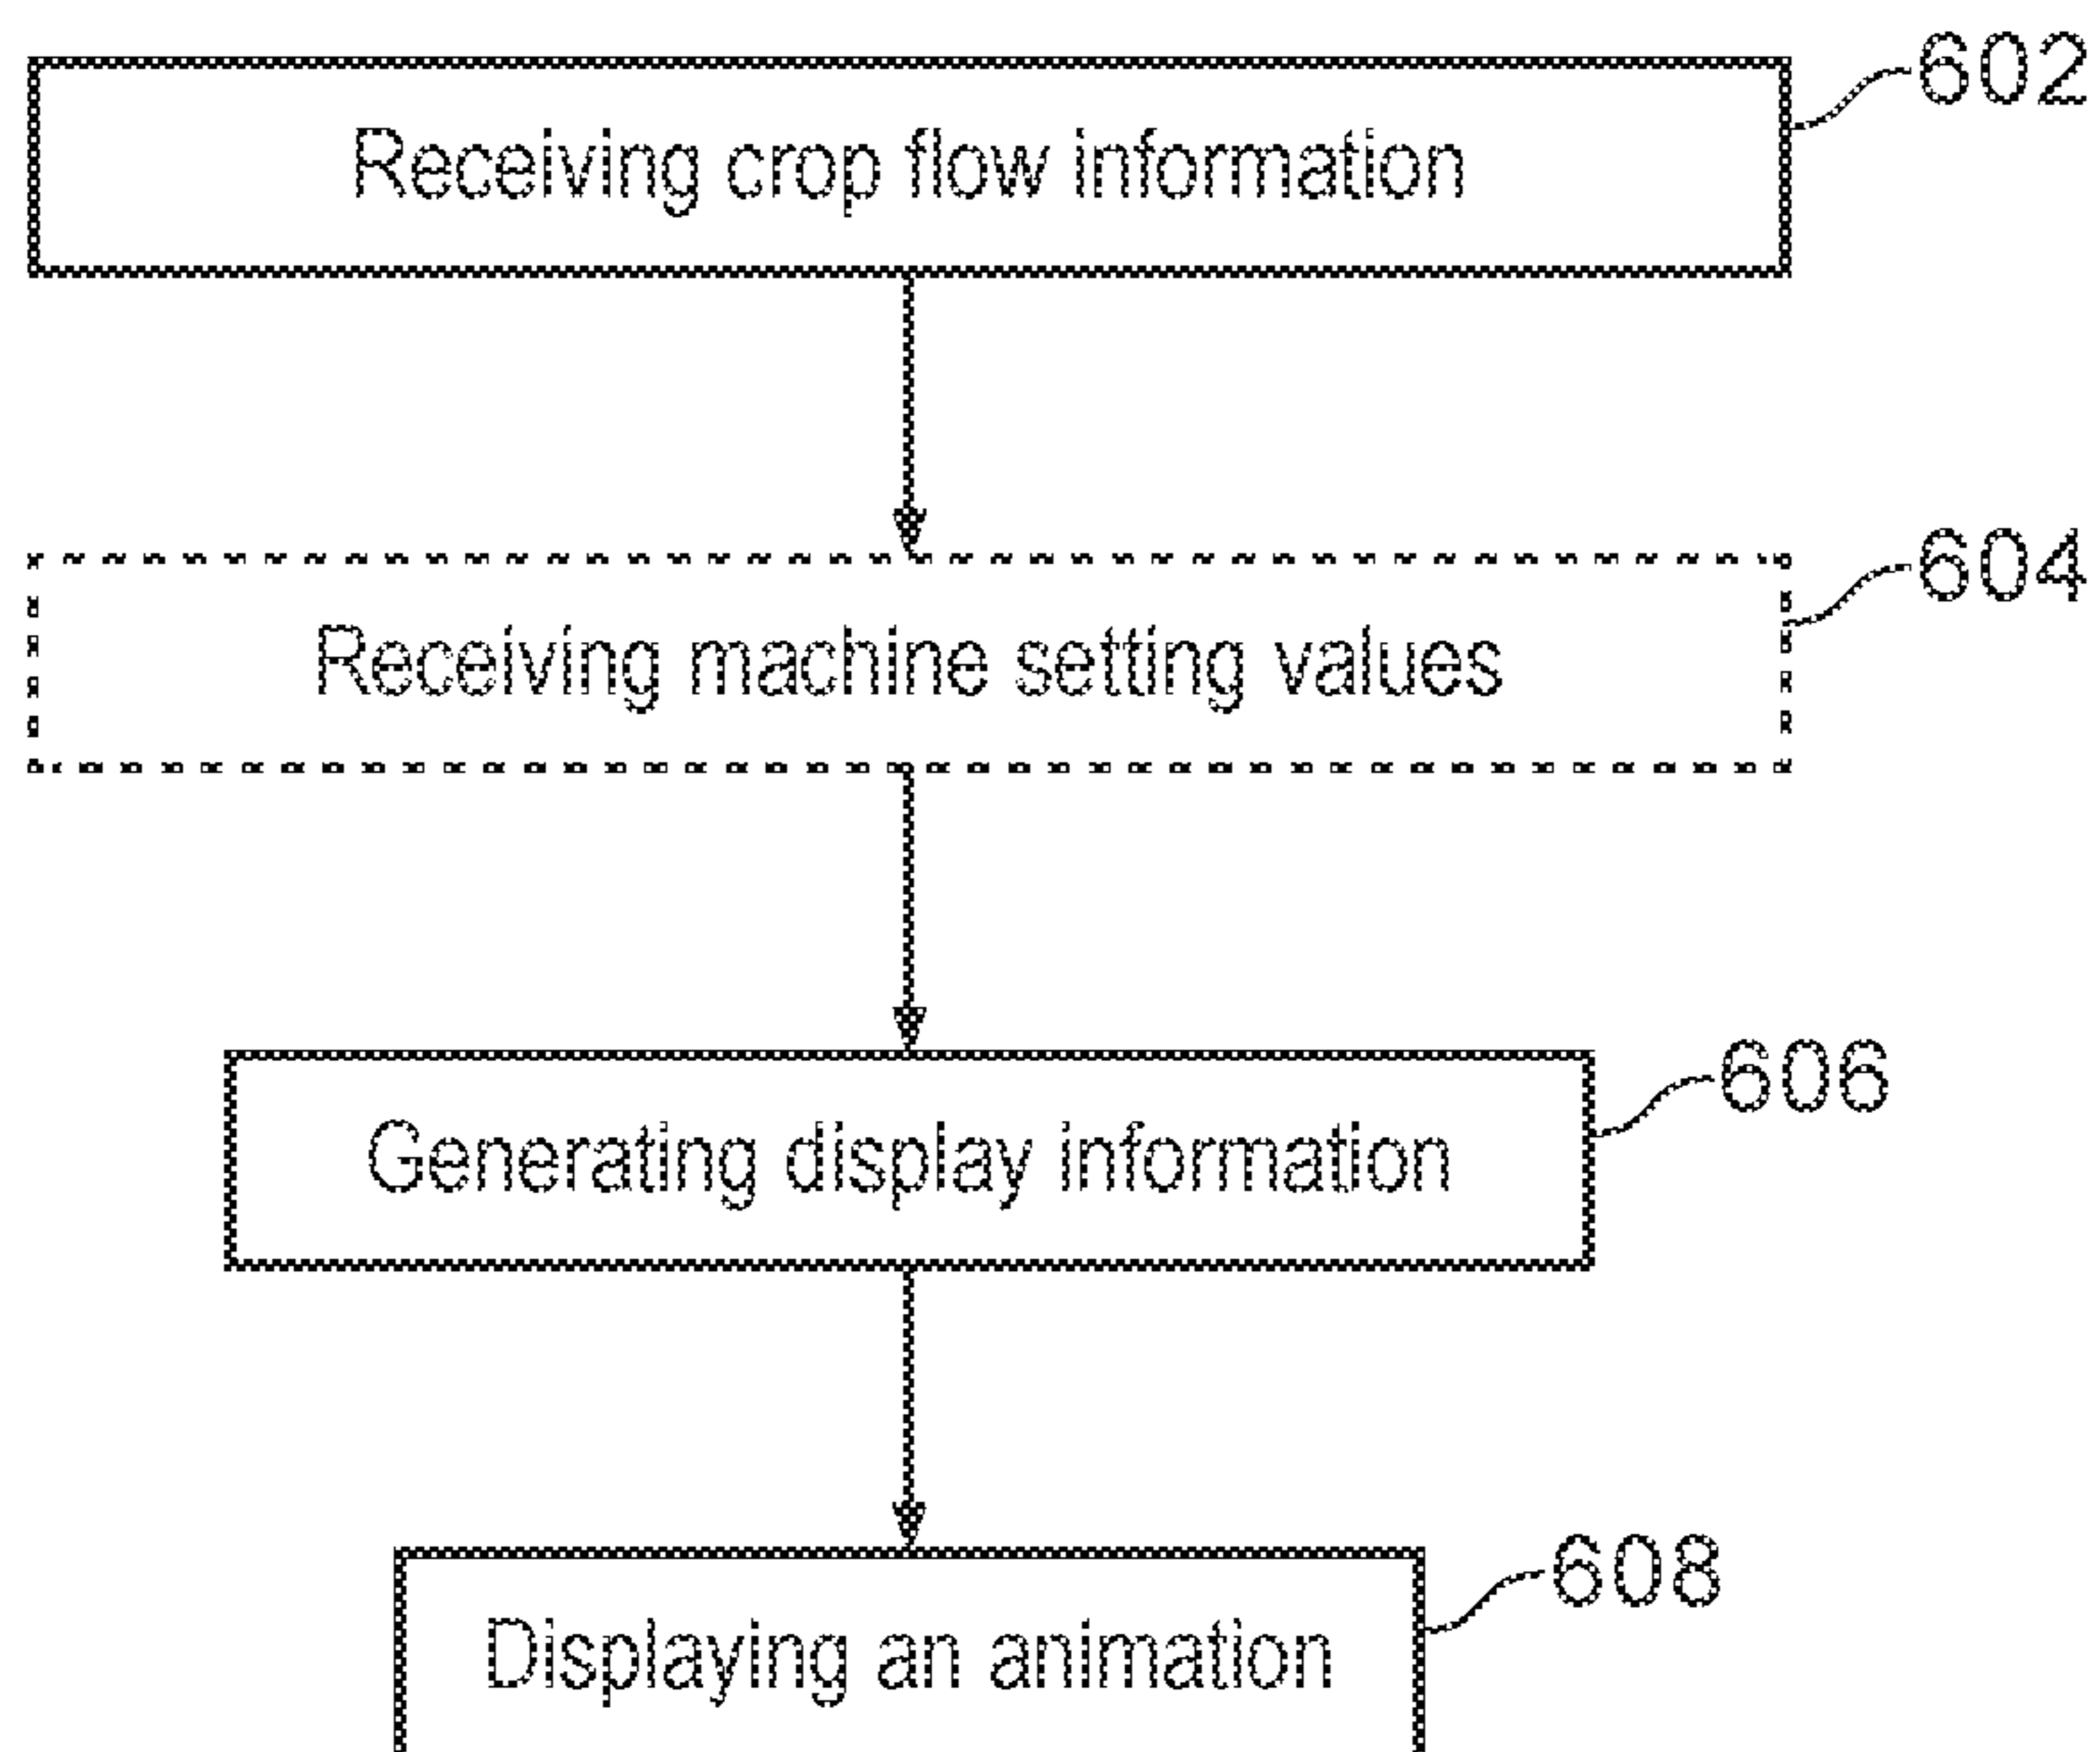 602
Receiving crop flow information
604
Receiving machine setting values
606
Generating display information
608
Displaying an animation